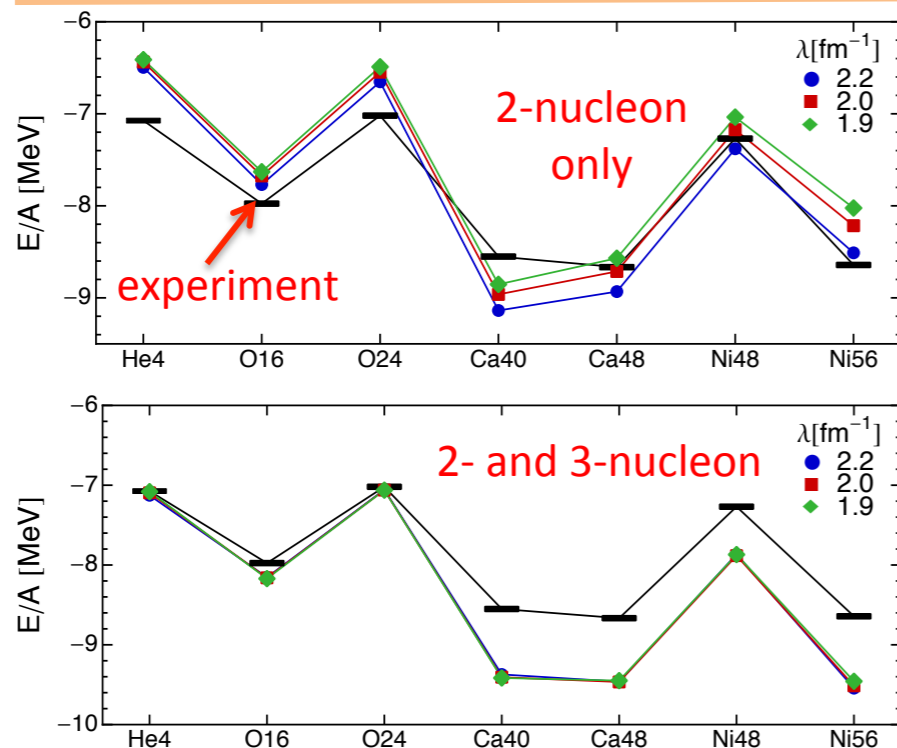 −6
−7
−8
−9
E/A [MeV]
λ[fm⁻¹]
2.2
2.0
1.9
2-nucleon
only
experiment
He4 O16 O24 Ca40 Ca48 Ni48 Ni56
−6
−7
−8
−9
−10
E/A [MeV]
λ[fm⁻¹]
2.2
2.0
1.9
2- and 3-nucleon
He4 O16 O24 Ca40 Ca48 Ni48 Ni56